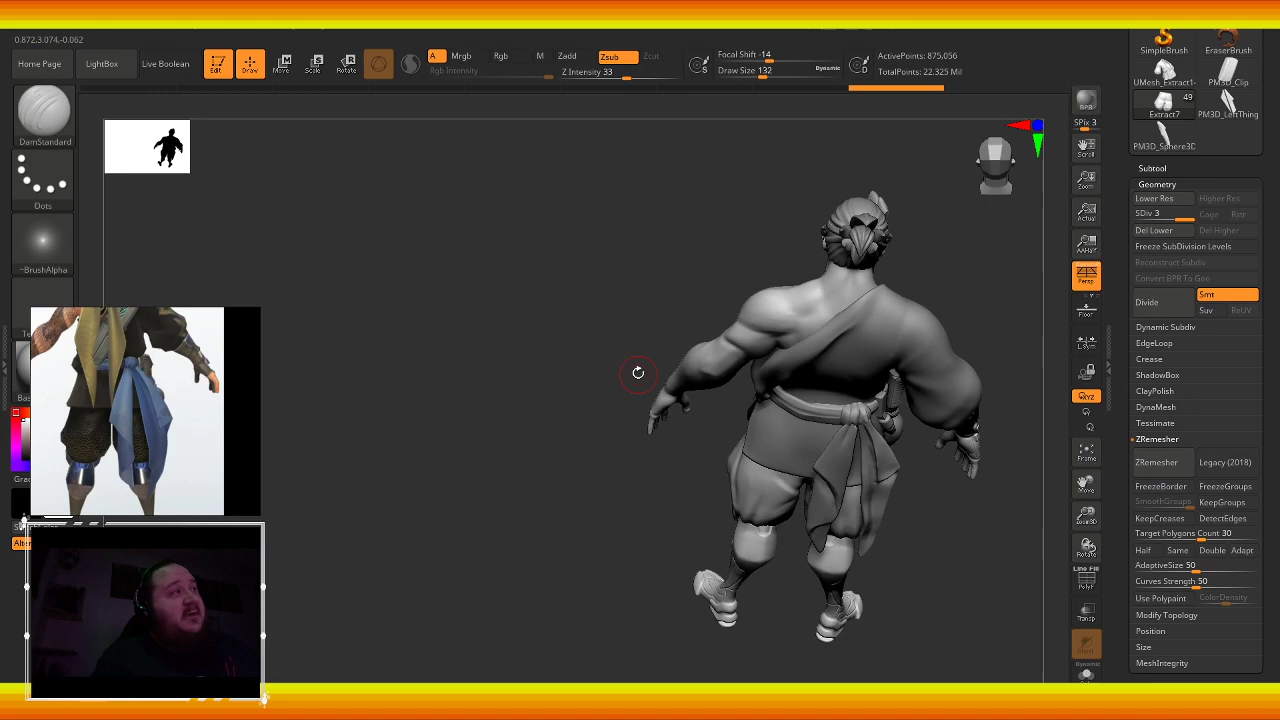 0.872,3.074,-0.062
Home Page
LightBox
Live Boolean
Edit
Draw
Move
Scale
Rotate
A
Mrgb
Rgb
M
Zadd
Zsub
Zcut
Rgb Intensity
Z Intensity 33
S
Focal Shift -14
Draw Size 132
Dynamic
D
ActivePoints: 875,056
TotalPoints: 22.325 Mil
DamStandard
Dots
~BrushAlpha
BPR
SPix 3
Scroll
Zoom
Actual
AAHalf
Persp
Floor
L.Sym
XYZ
Frame
Move
Zoom3D
Rotate
Line Fill
PolyF
Transp
Dynamic
SimpleBrush
EraserBrush
UMesh_Extract1
PM3D_Clip
49
Extract7
PM3D_LeftThing
PM3D_Sphere3D
Subtool
Geometry
Lower Res
Higher Res
SDiv 3
Cage
Rstr
Del Lower
Del Higher
Freeze SubDivision Levels
Reconstruct Subdiv
Convert BPR To Geo
Divide
Smt
Suv
ReUV
Dynamic Subdiv
EdgeLoop
Crease
ShadowBox
ClayPolish
DynaMesh
Tessimate
ZRemesher
ZRemesher
Legacy (2018)
FreezeBorder
FreezeGroups
SmoothGroups
KeepGroups
KeepCreases
DetectEdges
Target Polygons Count 30
Half
Same
Double
Adapt
AdaptiveSize 50
Curves Strength 50
Use Polypaint
ColorDensity
Modify Topology
Position
Size
MeshIntegrity